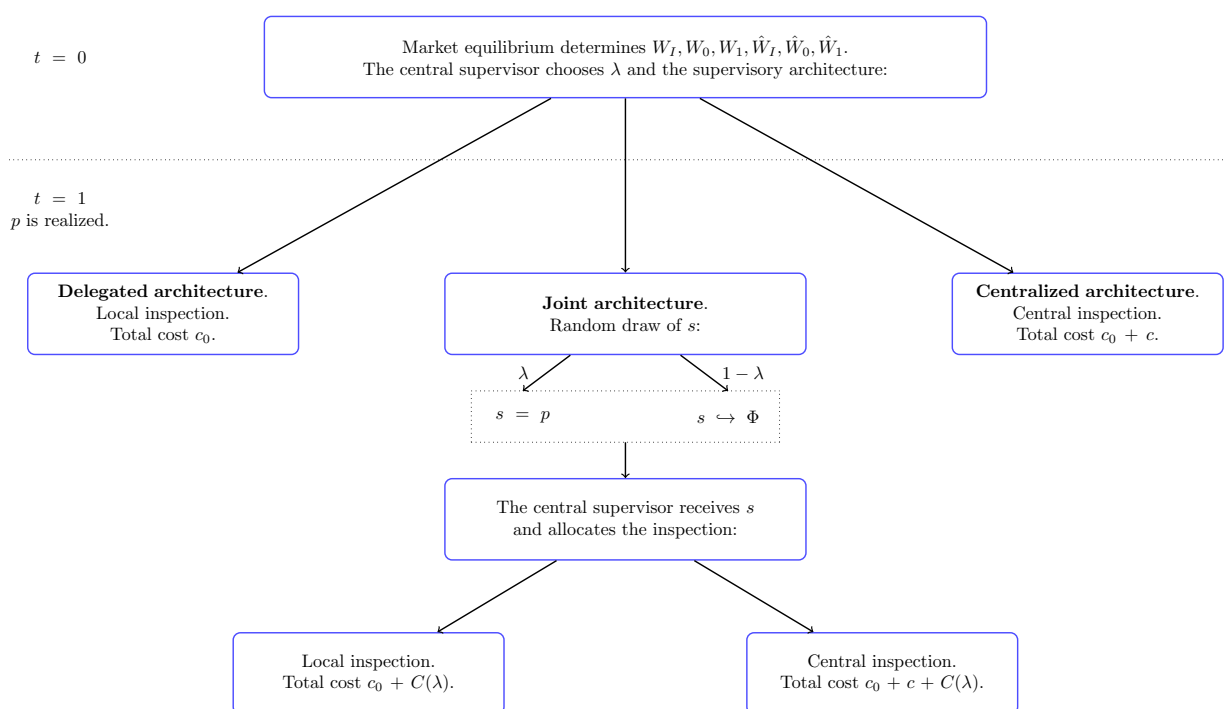 t = 0
Market equilibrium determines W_I, W_0, W_1, Ŵ_I, Ŵ_0, Ŵ_1.
The central supervisor chooses λ and the supervisory architecture:
t = 1
p is realized.
Delegated architecture.
Local inspection.
Total cost c_0.
Joint architecture.
Random draw of s:
Centralized architecture.
Central inspection.
Total cost c_0 + c.
λ
1 − λ
s = p
s ↪ Φ
The central supervisor receives s
and allocates the inspection:
Local inspection.
Total cost c_0 + C(λ).
Central inspection.
Total cost c_0 + c + C(λ).